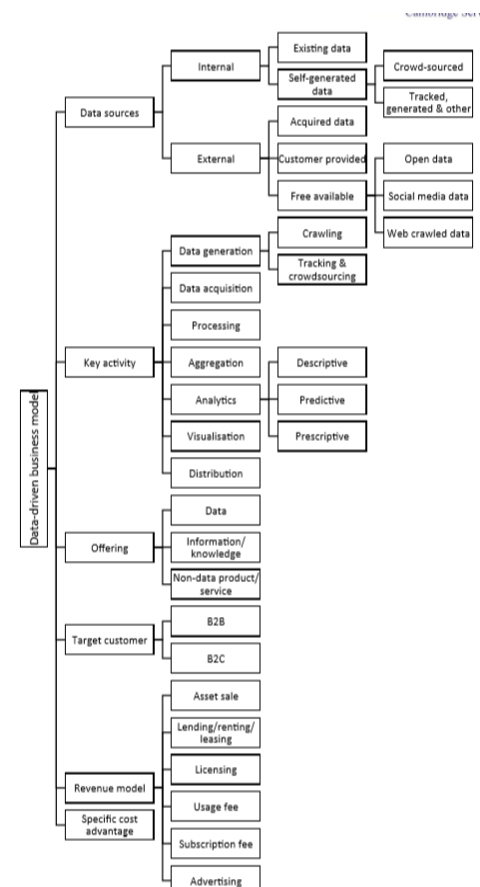 Cambridge Ser
Existing data
Internal
Crowd-sourced
Self-generated
data
Tracked,
generated & other
Data sources
Acquired data
External
Customer provided
Open data
Free available
Social media data
Crawling
Web crawled data
Data generation
Tracking &
crowdsourcing
Data acquisition
Processing
Key activity
Aggregation
Descriptive
Analytics
Predictive
Visualisation
Prescriptive
Distribution
Data-driven business model
Data
Offering
Information/
knowledge
Non-data product/
service
B2B
Target customer
B2C
Asset sale
Lending/renting/
leasing
Licensing
Revenue model
Usage fee
Specific cost
advantage
Subscription fee
Advertising